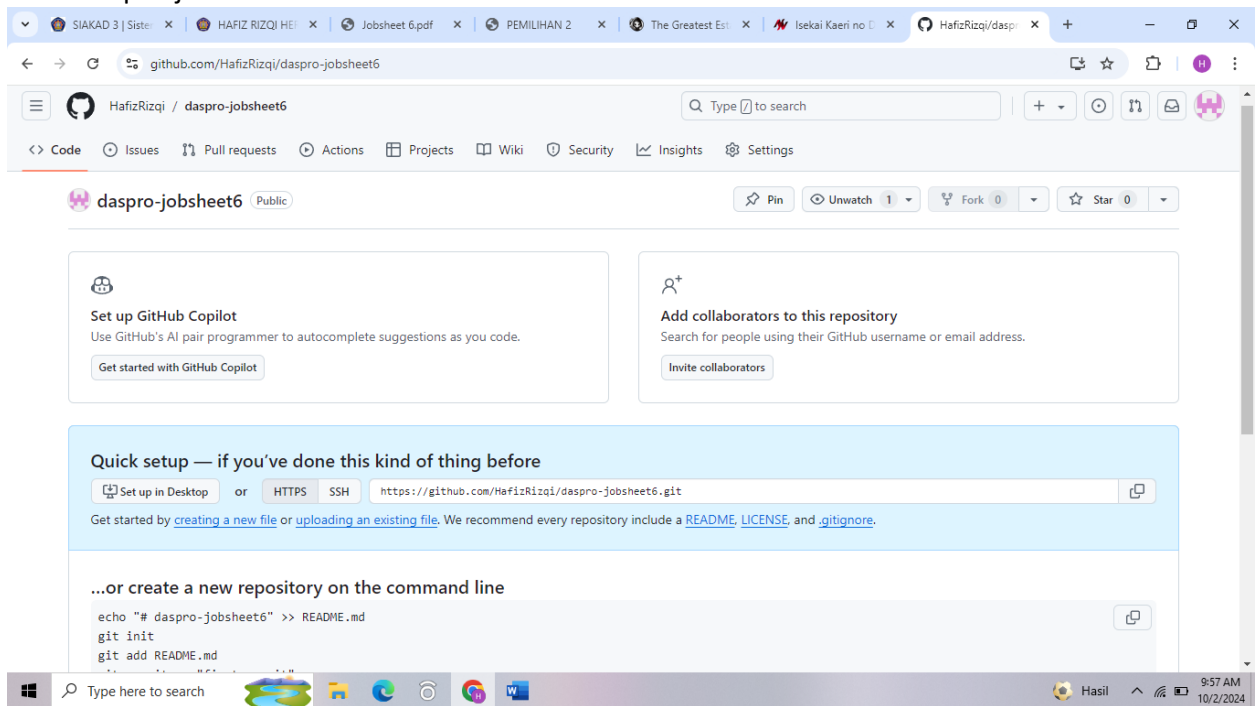 SIAKAD 3 | Siste
HAFIZ RIZQI HEF
Jobsheet 6.pdf
PEMILIHAN 2
The Greatest Est
Isekai Kaeri no D
HafizRizqi/daspr
github.com/HafizRizqi/daspro-jobsheet6
H
HafizRizqi / daspro-jobsheet6
Type / to search
<> Code Issues Pull requests Actions Projects Wiki Security Insights Settings
daspro-jobsheet6 Public
Pin
Unwatch 1
Fork 0
Star 0
Set up GitHub Copilot
Use GitHub's AI pair programmer to autocomplete suggestions as you code.
Get started with GitHub Copilot
Add collaborators to this repository
Search for people using their GitHub username or email address.
Invite collaborators
Quick setup — if you've done this kind of thing before
Set up in Desktop or HTTPS SSH https://github.com/HafizRizqi/daspro-jobsheet6.git
Get started by creating a new file or uploading an existing file. We recommend every repository include a README, LICENSE, and .gitignore.
...or create a new repository on the command line
echo "# daspro-jobsheet6" >> README.md
git init
git add README.md
Type here to search
Hasil
9:57 AM
10/2/2024